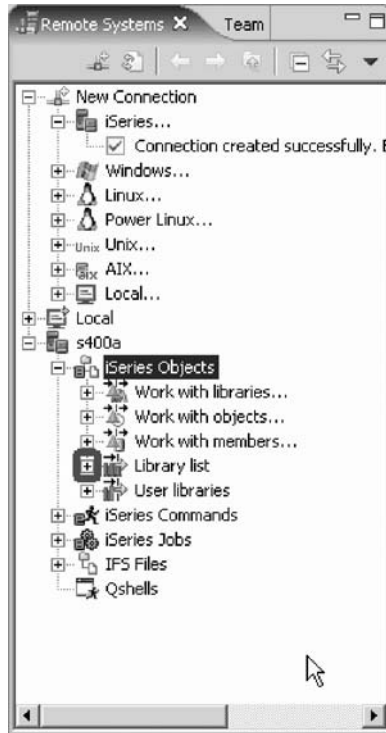 Remote Systems
Team
New Connection
iSeries...
Connection created successfully.
Windows...
Linux...
Power Linux...
Unix Unix...
AIX AIX...
Local...
Local
s400a
iSeries Objects
Work with libraries...
Work with objects...
Work with members...
Library list
User libraries
iSeries Commands
iSeries Jobs
IFS Files
Qshells